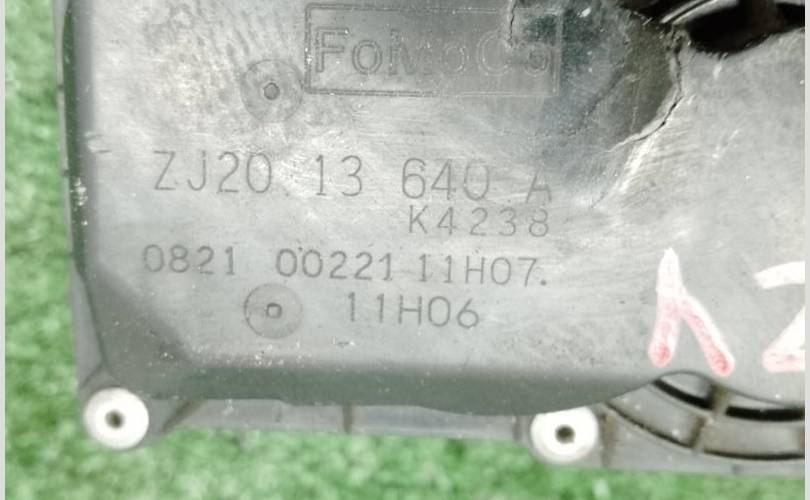 FoMoCo
ZJ20 13 640 A
K4238
0821 00221 11H07.
11H06